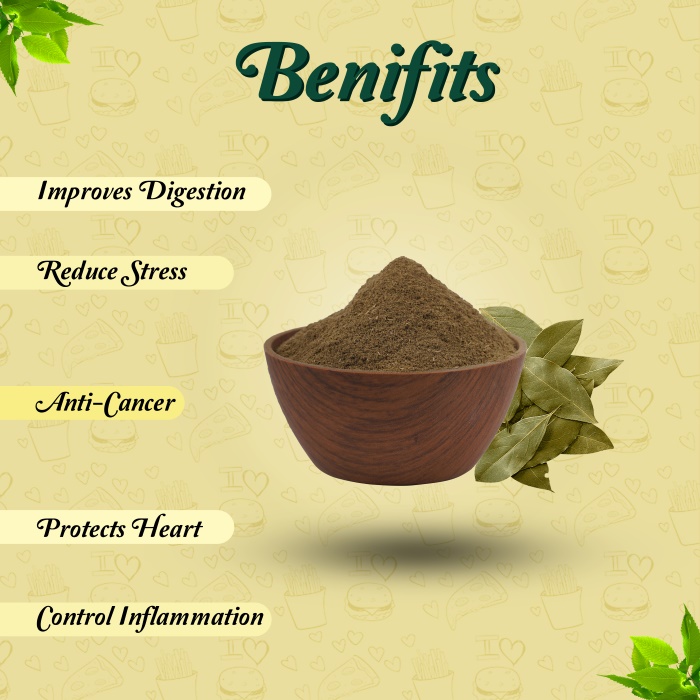 Benifits
Improves Digestion
Reduce Stress
Anti-Cancer
Protects Heart
Control Inflammation